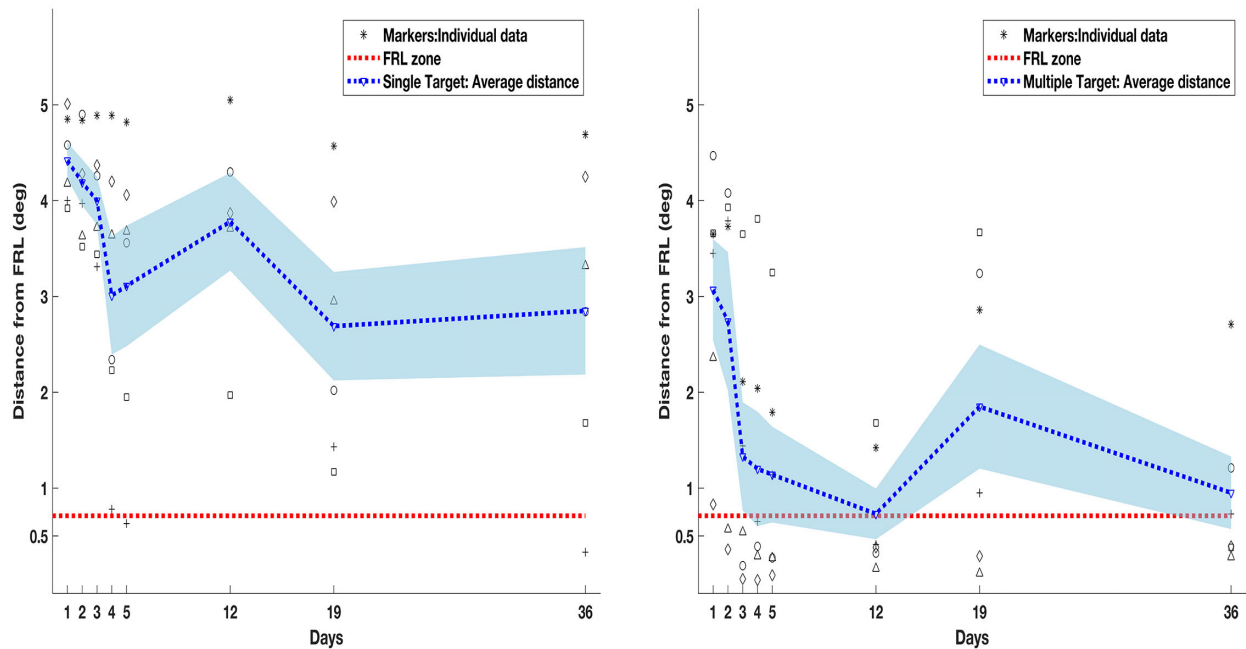 Markers:Individual data
FRL zone
Single Target: Average distance
5
4
3
2
1
0.5
Distance from FRL (deg)
1 2 3 4 5 12 19 36
Days
Markers:Individual data
FRL zone
Multiple Target: Average distance
5
4
3
2
1
0.5
Distance from FRL (deg)
1 2 3 4 5 12 19 36
Days